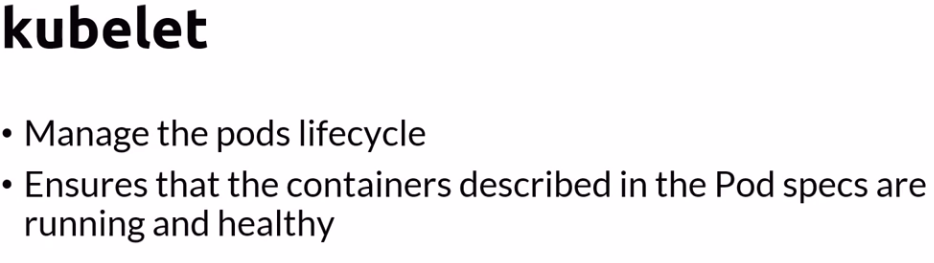 kubelet
• Manage the pods lifecycle
• Ensures that the containers described in the Pod specs are
running and healthy